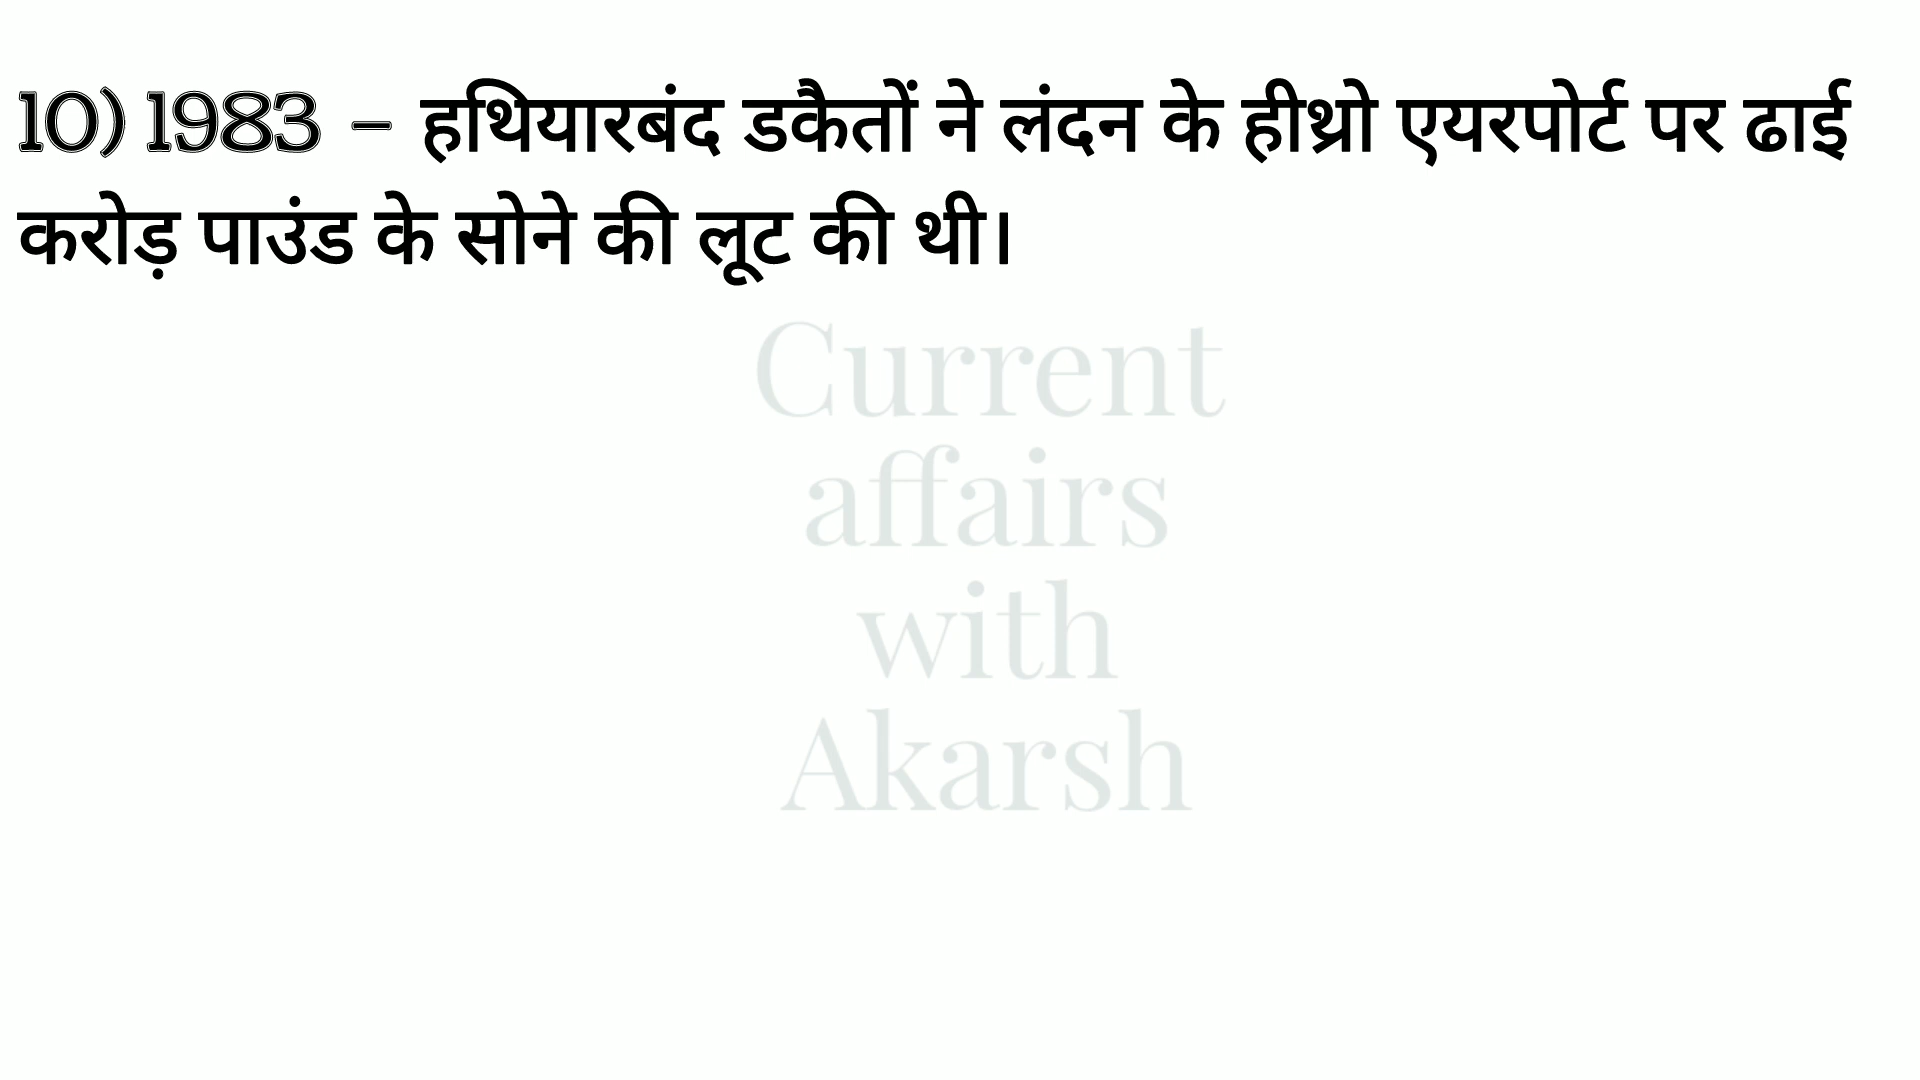 10) 1983 – हथियारबंद डकैतों ने लंदन के हीथ्रो एयरपोर्ट पर ढाई
करोड़ पाउंड के सोने की लूट की थी।
Current
affairs
with
Akarsh